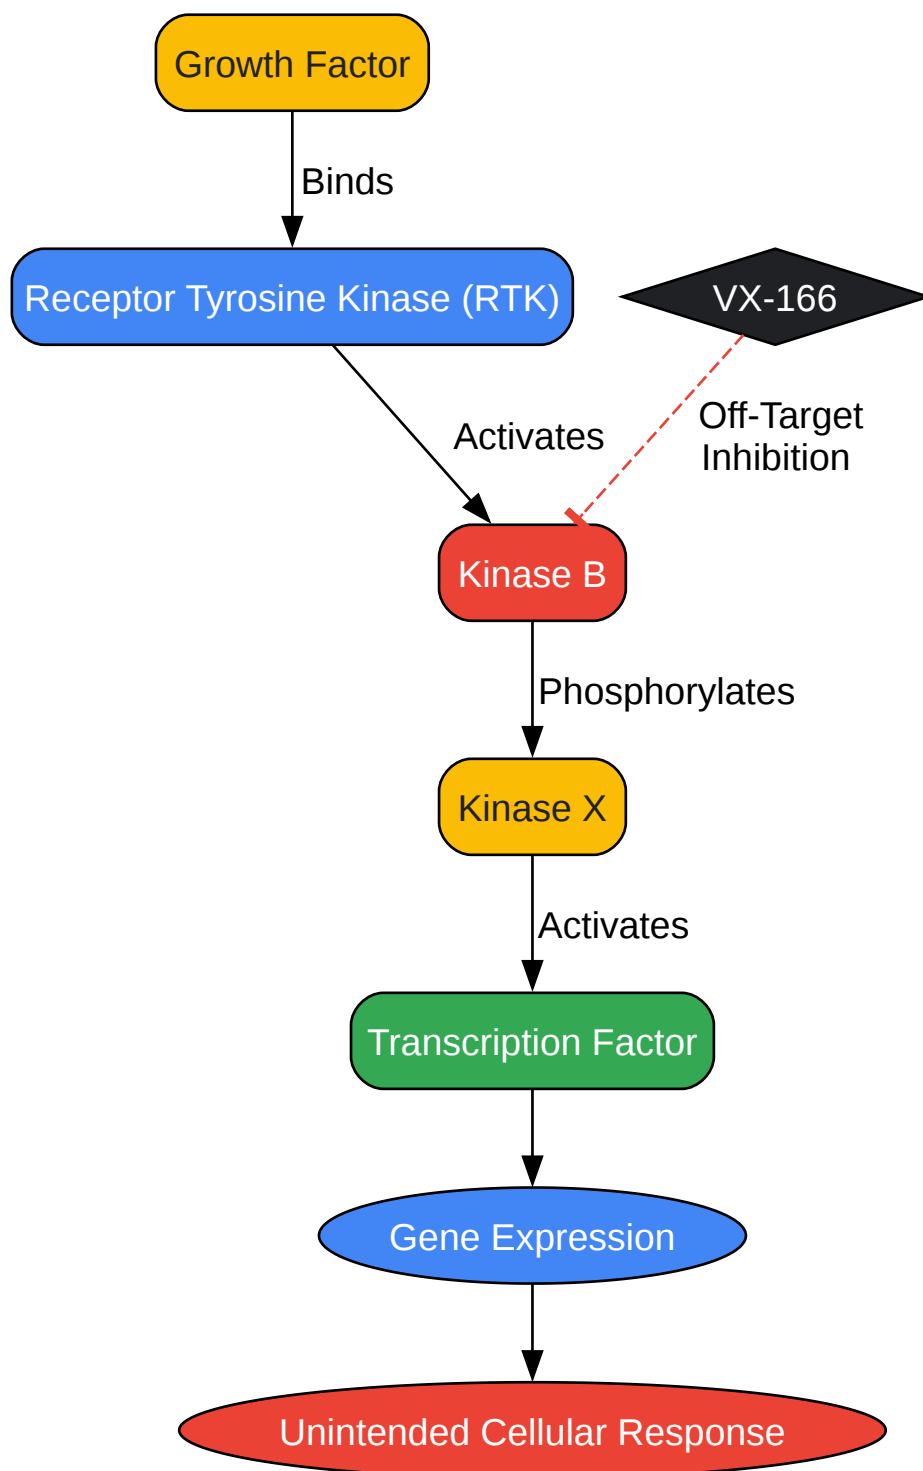 Growth Factor
Binds
Receptor Tyrosine Kinase (RTK)
VX-166
Activates
Off-Target
Inhibition
Kinase B
Phosphorylates
Kinase X
Activates
Transcription Factor
Gene Expression
Unintended Cellular Response